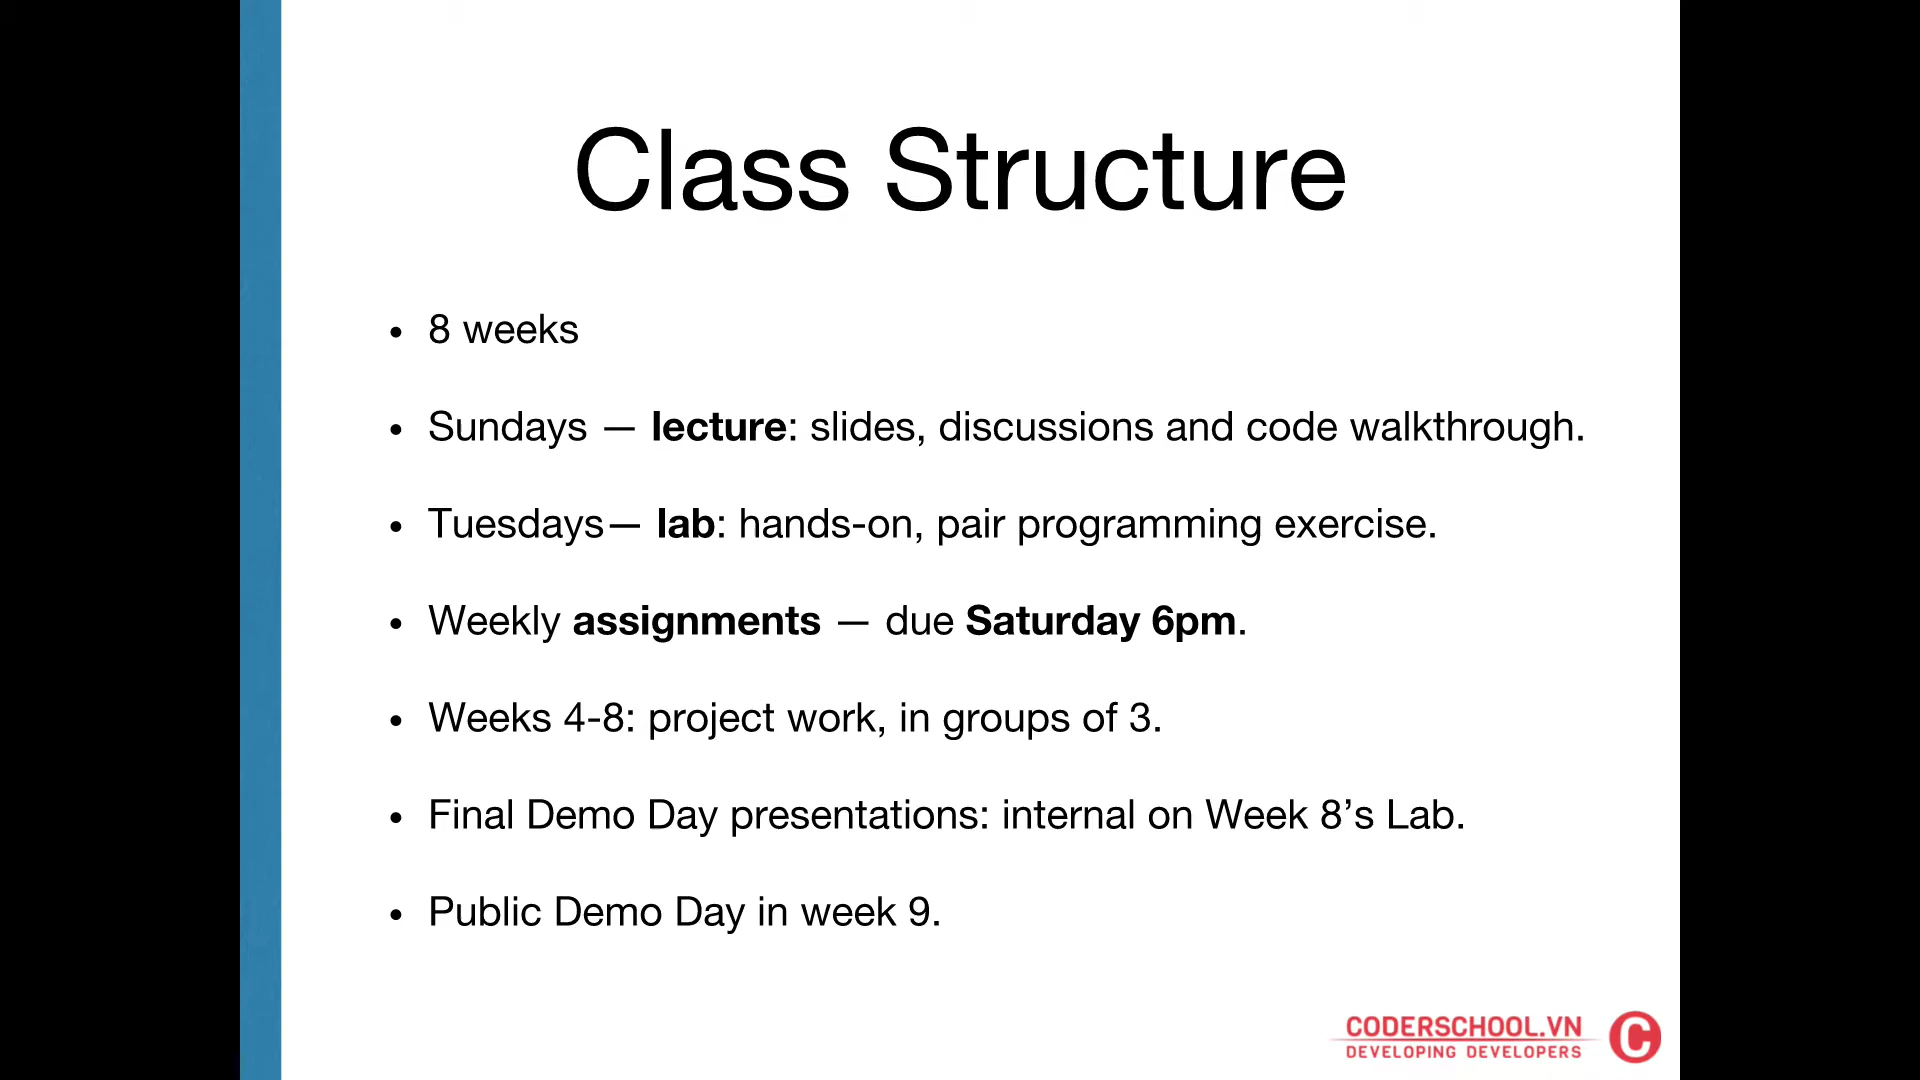 Class Structure
• 8 weeks
• Sundays — lecture: slides, discussions and code walkthrough.
• Tuesdays— lab: hands-on, pair programming exercise.
• Weekly assignments — due Saturday 6pm.
• Weeks 4-8: project work, in groups of 3.
• Final Demo Day presentations: internal on Week 8’s Lab.
• Public Demo Day in week 9.
CODERSCHOOL.VN
DEVELOPING DEVELOPERS
C